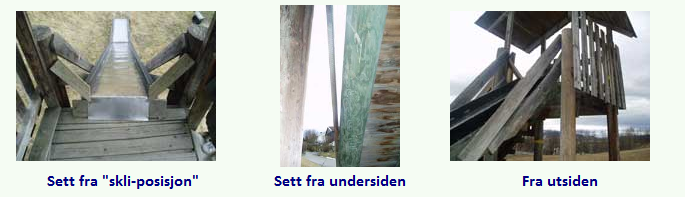 Sett fra "skli-posisjon"
Sett fra undersiden
Fra utsiden